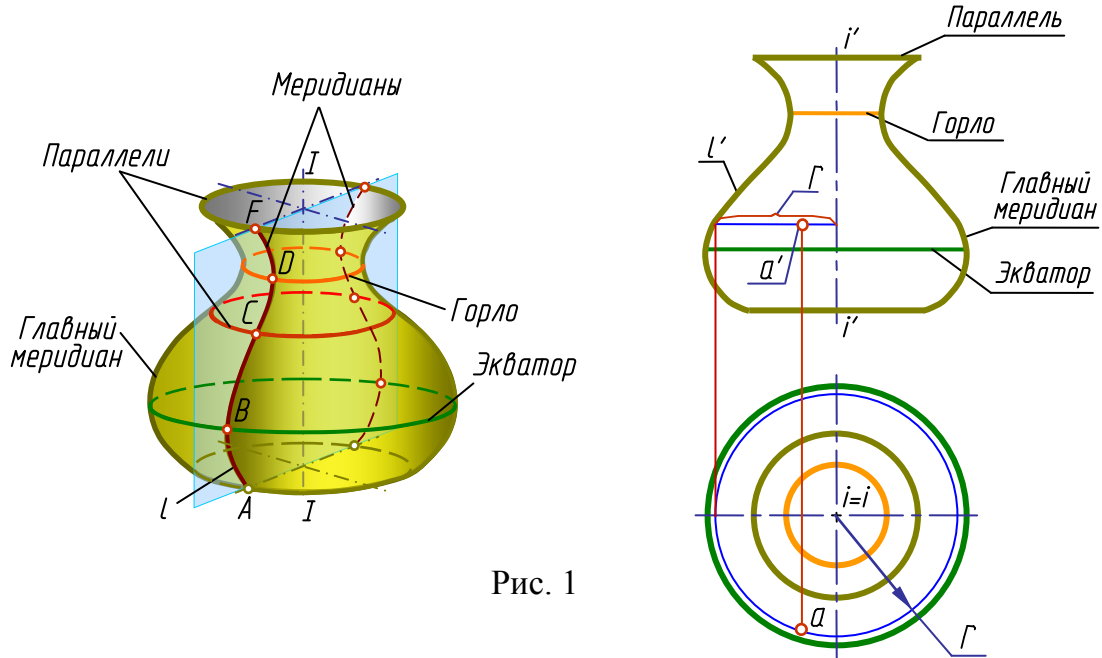 Меридианы
Параллели
I
F
D
C
Горло
Главный
меридиан
Экватор
B
l
A
I
Рис. 1
i'
Параллель
Горло
l'
r
Главный
меридиан
a'
Экватор
i'
i=i
a
r